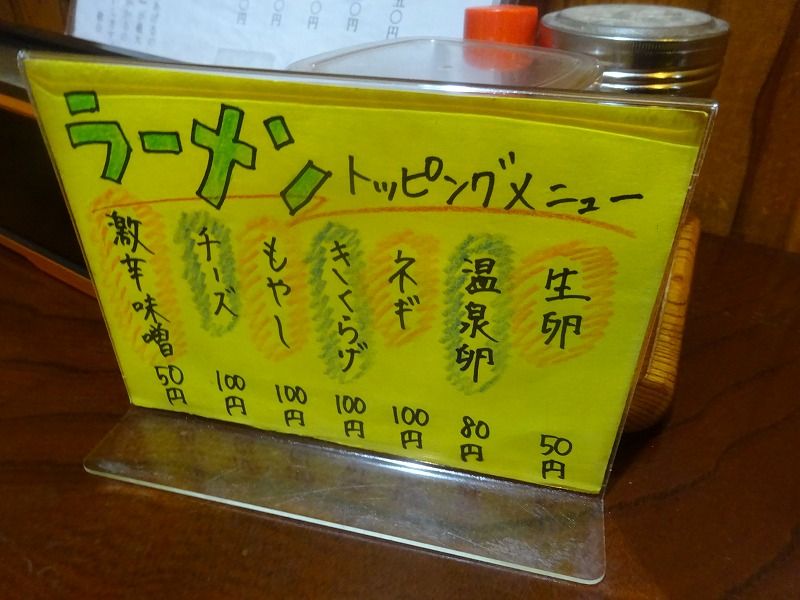 ラーメン トッピングメニュー
生卵 50円
温泉卵 80円
ネギ 100円
きくらげ 100円
もやし 100円
チーズ 100円
激辛味噌 50円